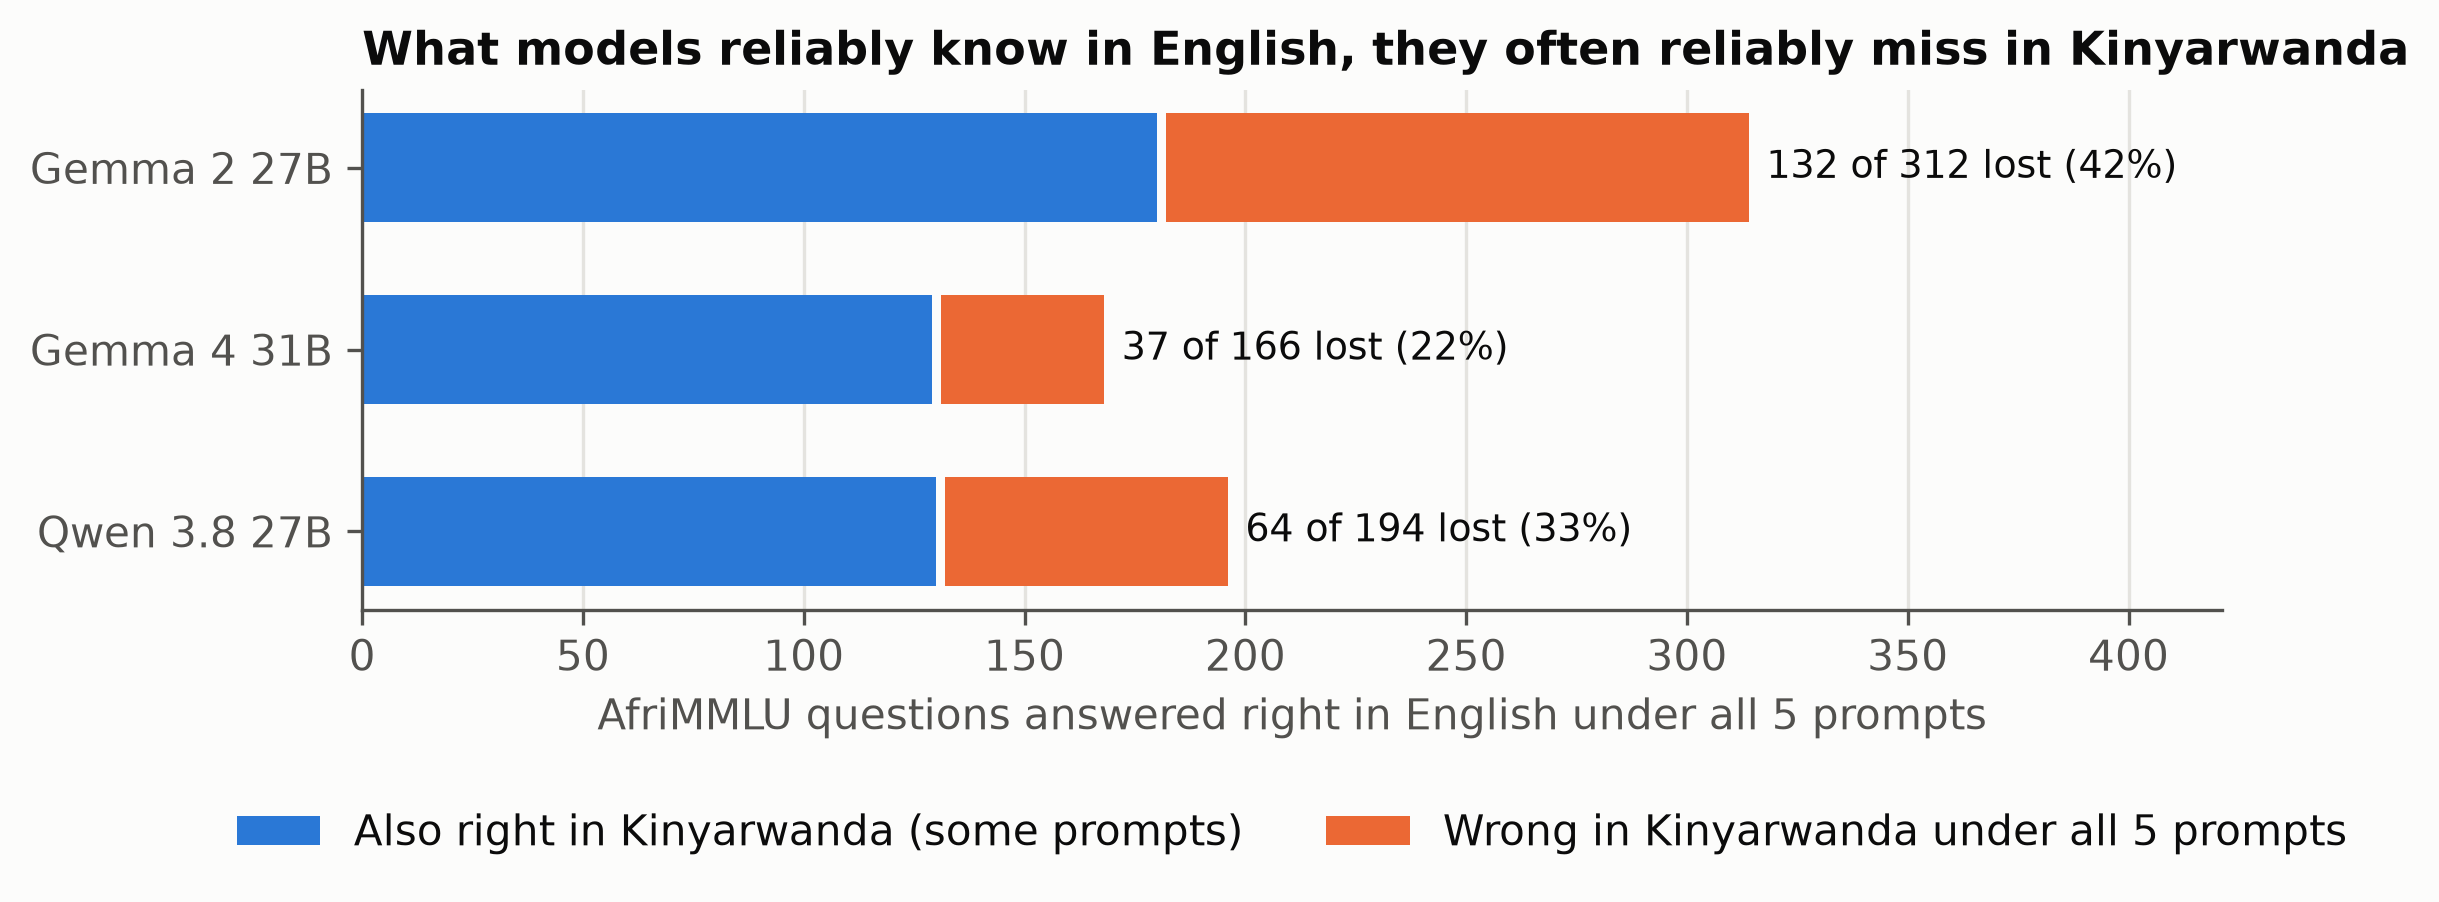 What models reliably know in English, they often reliably miss in Kinyarwanda
Gemma 2 27B
132 of 312 lost (42%)
Gemma 4 31B
37 of 166 lost (22%)
Qwen 3.8 27B
64 of 194 lost (33%)
0 50 100 150 200 250 300 350 400
AfriMMLU questions answered right in English under all 5 prompts
Also right in Kinyarwanda (some prompts)
Wrong in Kinyarwanda under all 5 prompts